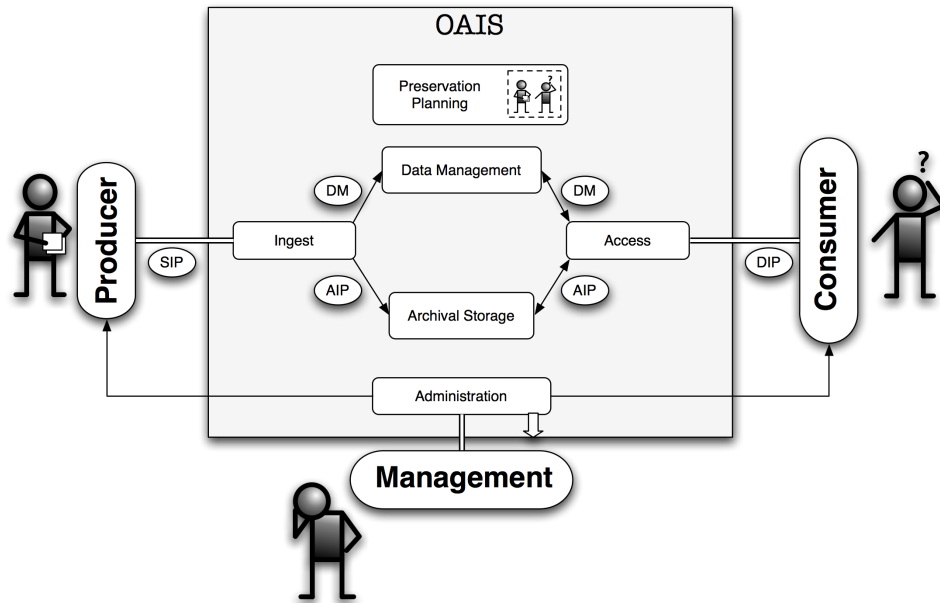 OAIS
Preservation
Planning
?
Data Management
DM
DM
?
Producer
SIP
Ingest
Access
DIP
Consumer
AIP
AIP
Archival Storage
Administration
Management